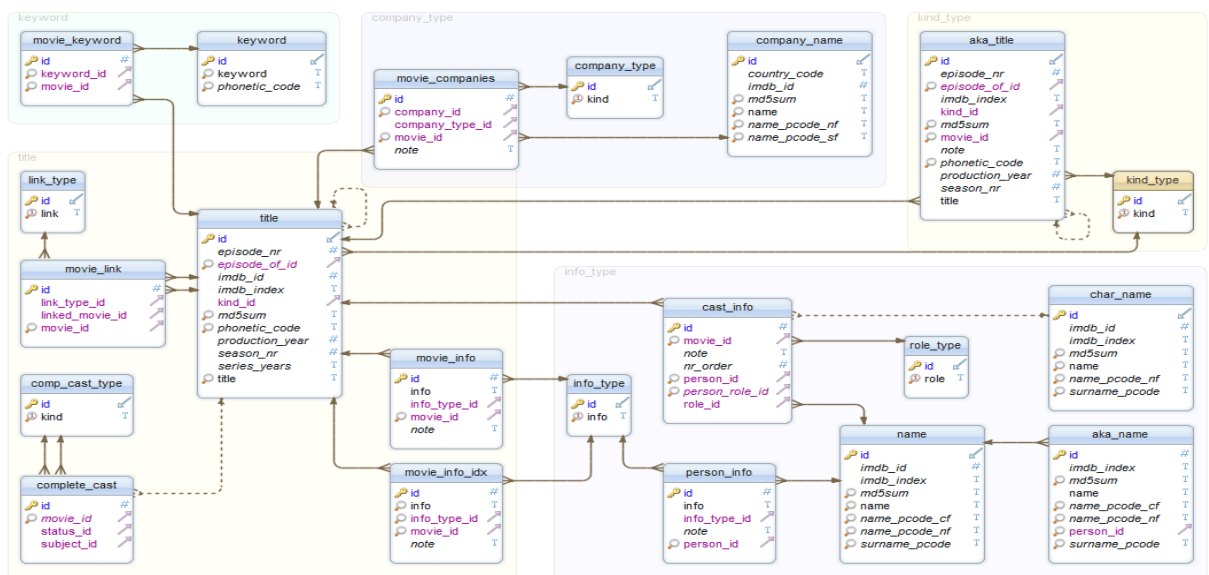 keyword
movie_keyword
id #
keyword_id
movie_id
keyword
id
keyword T
phonetic_code T
company_type
movie_companies
id #
company_id
company_type_id
movie_id
note T
company_type
id
kind T
company_name
id
country_code T
imdb_id #
md5sum T
name T
name_pcode_nf T
name_pcode_sf T
kind_type
aka_title
id
episode_nr #
episode_of_id
imdb_index T
kind_id
md5sum T
movie_id
note T
phonetic_code T
production_year #
season_nr #
title T
kind_type
id
kind T
title
link_type
id
link T
movie_link
id #
link_type_id
linked_movie_id
movie_id
title
id
episode_nr #
episode_of_id
imdb_id #
imdb_index T
kind_id
md5sum T
phonetic_code T
production_year #
season_nr #
series_years T
title T
comp_cast_type
id
kind T
complete_cast
id #
movie_id
status_id
subject_id
movie_info
id #
info T
info_type_id
movie_id
note T
movie_info_idx
id #
info T
info_type_id
movie_id
note T
info_type
info_type
id
info T
cast_info
id #
movie_id
note T
nr_order #
person_id
person_role_id
role_id
role_type
id
role T
char_name
id
imdb_id #
imdb_index T
md5sum T
name T
name_pcode_nf T
surname_pcode T
person_info
id #
info T
info_type_id
note T
person_id
name
id
imdb_id #
imdb_index T
md5sum T
name T
name_pcode_cf T
name_pcode_nf T
surname_pcode T
aka_name
id #
imdb_index T
md5sum T
name T
name_pcode_cf T
name_pcode_nf T
person_id
surname_pcode T